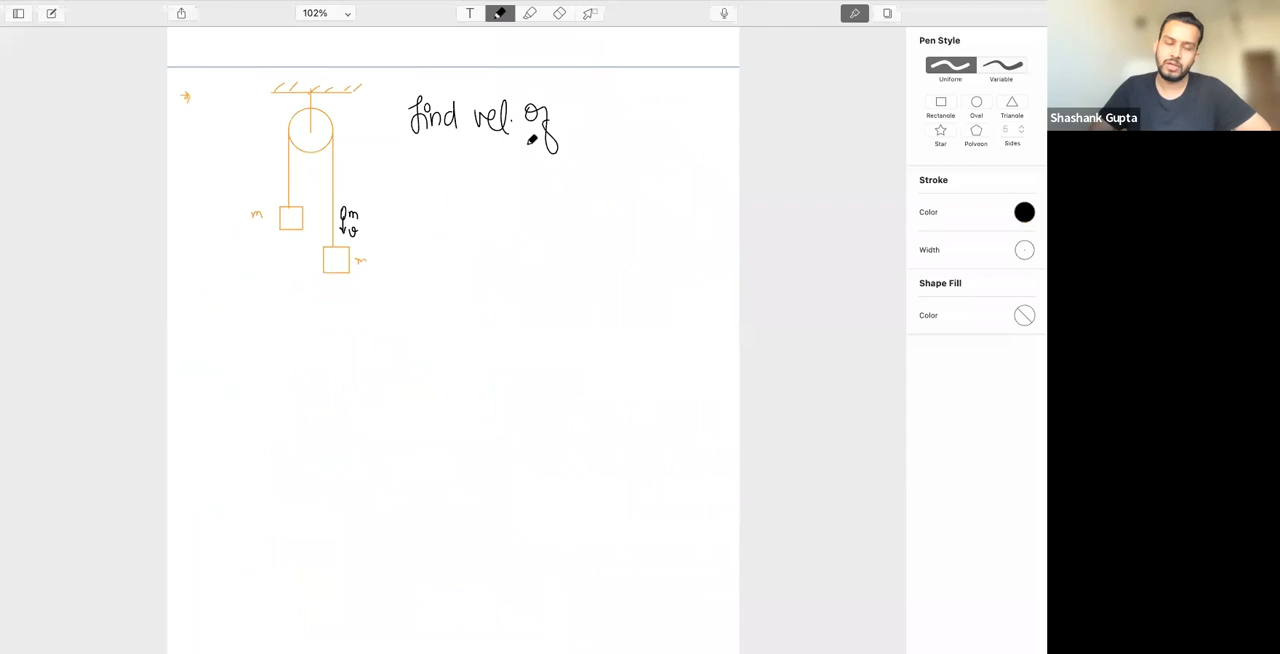 102%
T
Pen Style
Uniform
Variable
Rectangle
Oval
Triangle
Star
Polygon
5
Sides
Stroke
Color
Width
Shape Fill
Color
Shashank Gupta
find vel. of
m
m
v
m